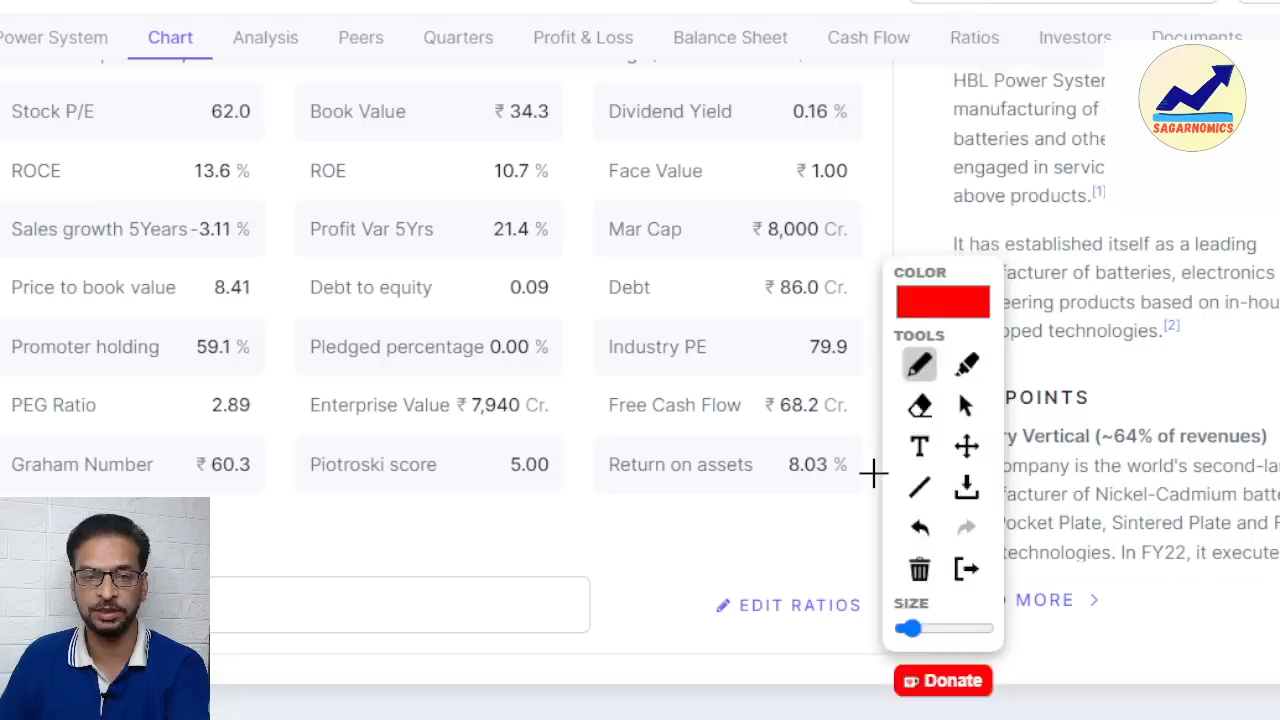 Power System Chart Analysis Peers Quarters Profit & Loss Balance Sheet Cash Flow Ratios Investors Documents
Stock P/E 62.0 Book Value ₹ 34.3 Dividend Yield 0.16 %
ROCE 13.6 % ROE 10.7 % Face Value ₹ 1.00
Sales growth 5Years -3.11 % Profit Var 5Yrs 21.4 % Mar Cap ₹ 8,000 Cr.
Price to book value 8.41 Debt to equity 0.09 Debt ₹ 86.0 Cr.
Promoter holding 59.1 % Pledged percentage 0.00 % Industry PE 79.9
PEG Ratio 2.89 Enterprise Value ₹ 7,940 Cr. Free Cash Flow ₹ 68.2 Cr.
Graham Number ₹ 60.3 Piotroski score 5.00 Return on assets 8.03 %
EDIT RATIOS
HBL Power System
manufacturing of
batteries and othe
engaged in servic
above products.[1]
It has established itself as a leading
facturer of batteries, electronics
eering products based on in-hou
oped technologies.[2]
POINTS
ry Vertical (~64% of revenues)
ompany is the world's second-la
facturer of Nickel-Cadmium batte
ocket Plate, Sintered Plate and F
technologies. In FY22, it execute
MORE
SAGARNOMICS
COLOR
TOOLS
T
SIZE
Donate